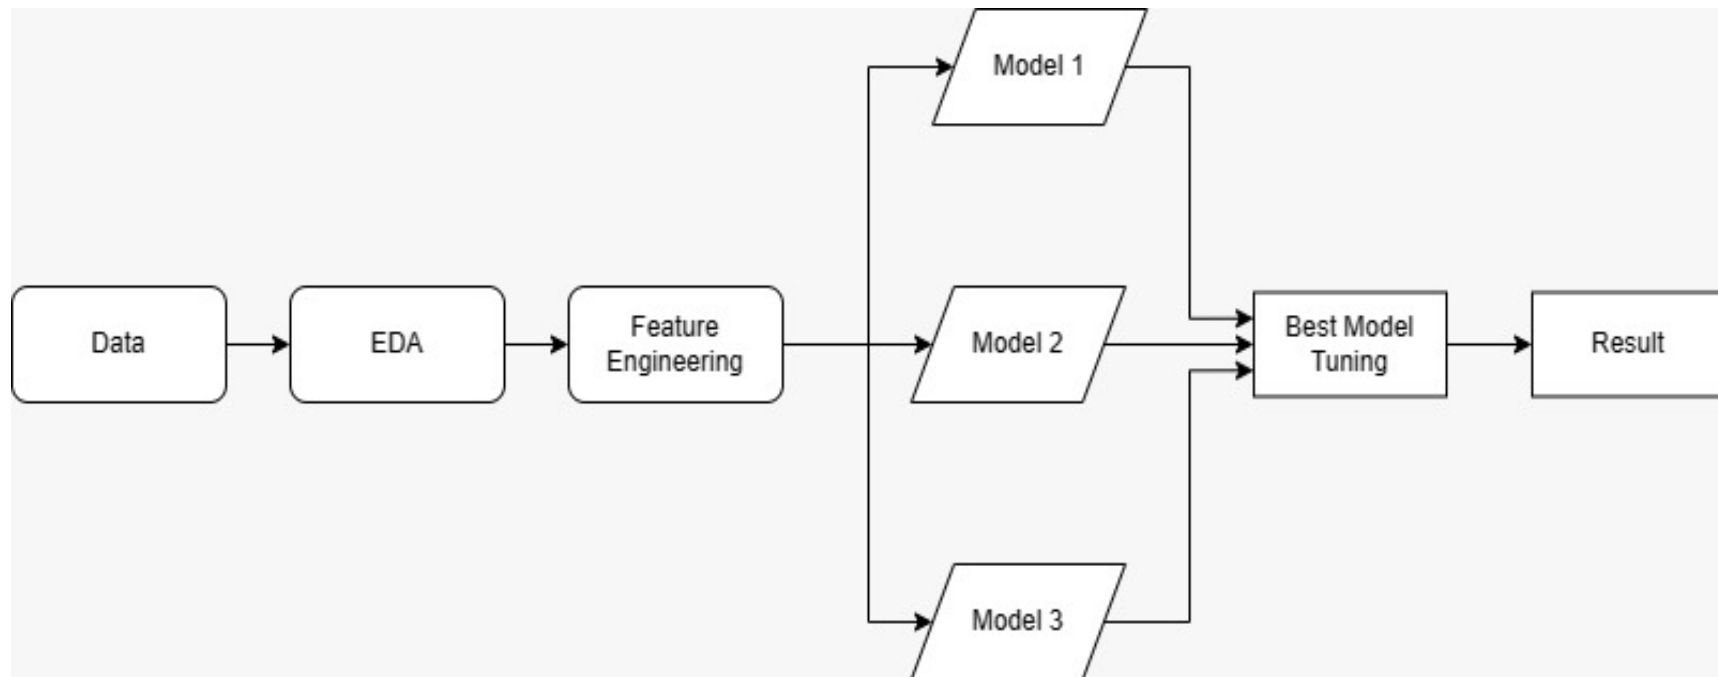 Data
EDA
Feature
Engineering
Model 1
Model 2
Model 3
Best Model
Tuning
Result